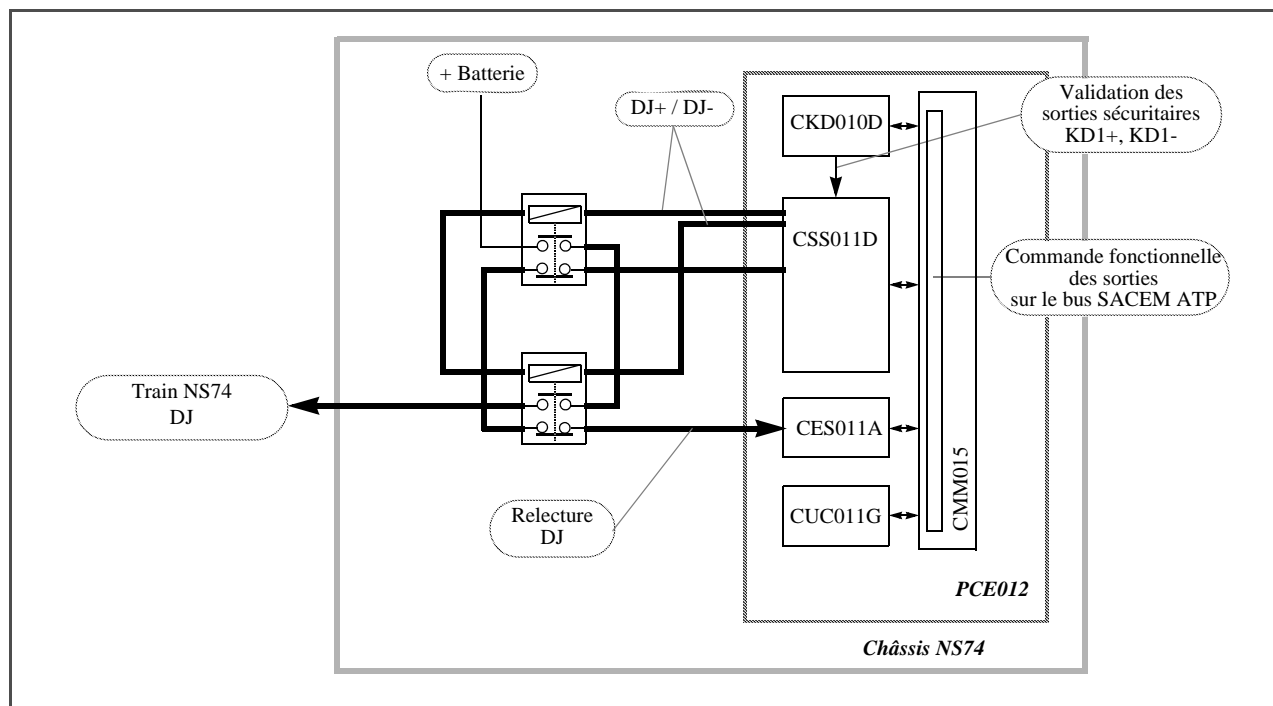 + Batterie
DJ+ / DJ-
CKD010D
Validation des
sorties sécuritaires
KD1+, KD1-
CSS011D
Commande fonctionnelle
des sorties
sur le bus SACEM ATP
Train NS74
DJ
CES011A
CMM015
Relecture
DJ
CUC011G
PCE012
Châssis NS74